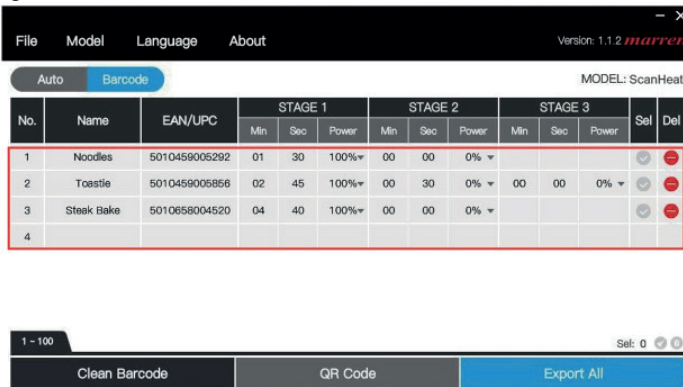 File Model Language About Version: 1.1.2 marren
Auto Barcode MODEL: ScanHeat
No. Name EAN/UPC STAGE 1 STAGE 2 STAGE 3 Sel Del
Min Sec Power Min Sec Power Min Sec Power
1 Noodles 5010459005292 01 30 100% 00 00 0%
2 Toastie 5010459005856 02 45 100% 00 30 0% 00 00 0%
3 Steak Bake 5010658004520 04 40 100% 00 00 0%
4
1 ~ 100 Sel: 0
Clean Barcode QR Code Export All